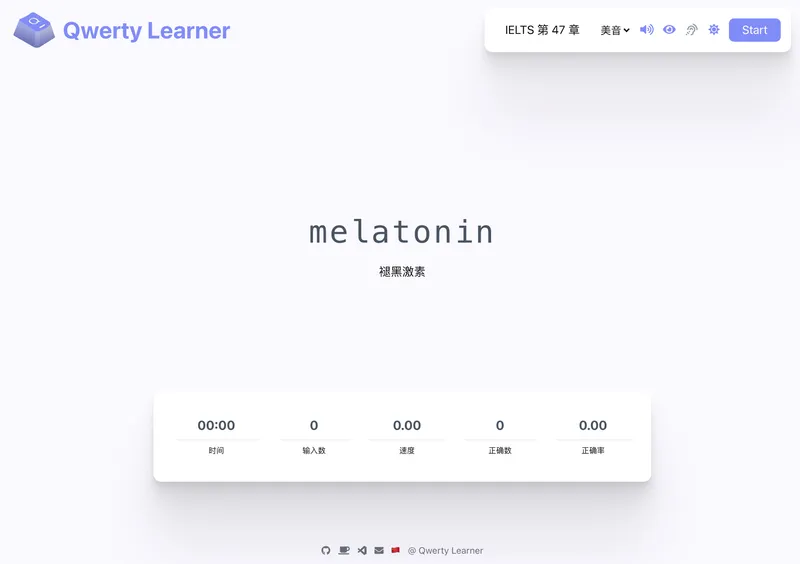 Qwerty Learner
IELTS 第 47 章 美音 Start
melatonin
褪黑激素
00:00 0 0.00 0 0.00
时间 输入数 速度 正确数 正确率
@ Qwerty Learner